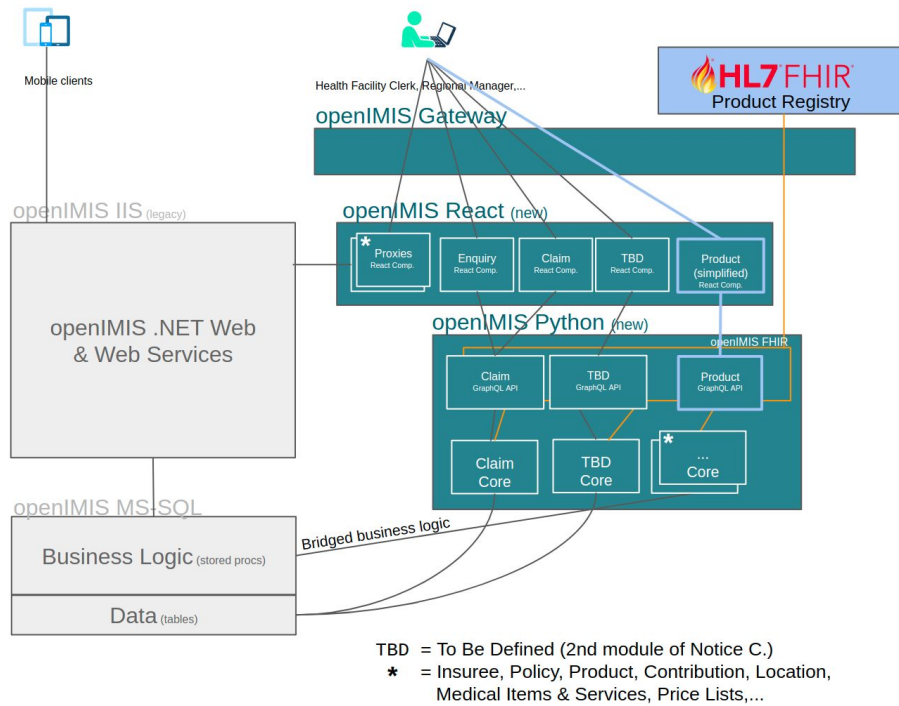 Mobile clients
Health Facility Clerk, Regional Manager,...
HL7 FHIR
Product Registry
openIMIS Gateway
openIMIS IIS (legacy)
openIMIS React (new)
*
Proxies
React Comp.
Enquiry
React Comp.
Claim
React Comp.
TBD
React Comp.
Product
(simplified)
React Comp.
openIMIS .NET Web
& Web Services
openIMIS Python (new)
openIMIS FHIR
Claim
GraphQL API
TBD
GraphQL API
Product
GraphQL API
Claim
Core
TBD
Core
*
...
Core
openIMIS MS-SQL
Bridged business logic
Business Logic (stored procs)
Data (tables)
TBD = To Be Defined (2nd module of Notice C.)
* = Insuree, Policy, Product, Contribution, Location,
Medical Items & Services, Price Lists,...